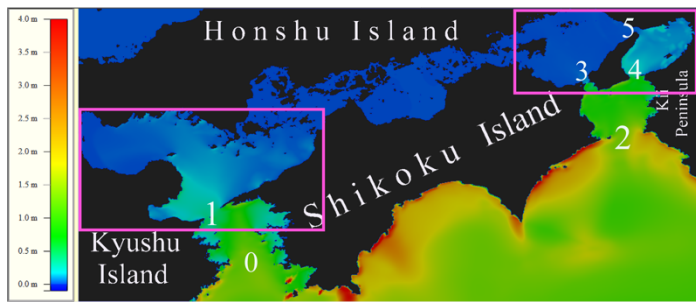 4.0 m
3.5 m
3.0 m
2.5 m
2.0 m
1.5 m
1.0 m
0.5 m
0.0 m
Honshu Island
5
3
4
Kii
Peninsula
2
Shikoku Island
1
Kyushu
Island
0